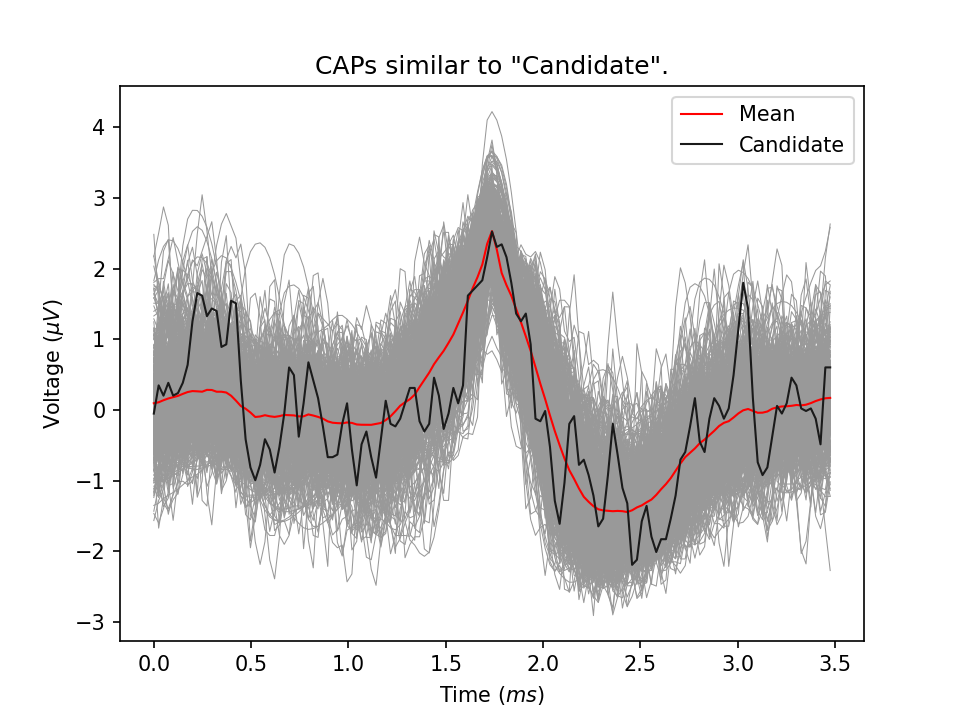 CAPs similar to "Candidate".
Mean
Candidate
Voltage (μV)
4
3
2
1
0
−1
−2
−3
0.0 0.5 1.0 1.5 2.0 2.5 3.0 3.5
Time (ms)